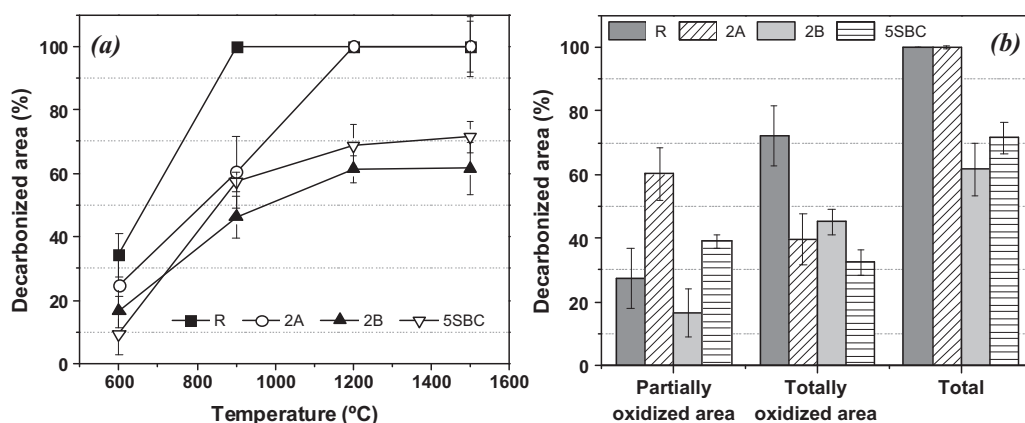 (a)
Decarbonized area (%)
100
80
60
40
20
0
R 2A 2B 5SBC
600 800 1000 1200 1400 1600
Temperature (ºC)
R 2A 2B 5SBC
(b)
Decarbonized area (%)
100
80
60
40
20
0
Partially
oxidized area
Totally
oxidized area
Total